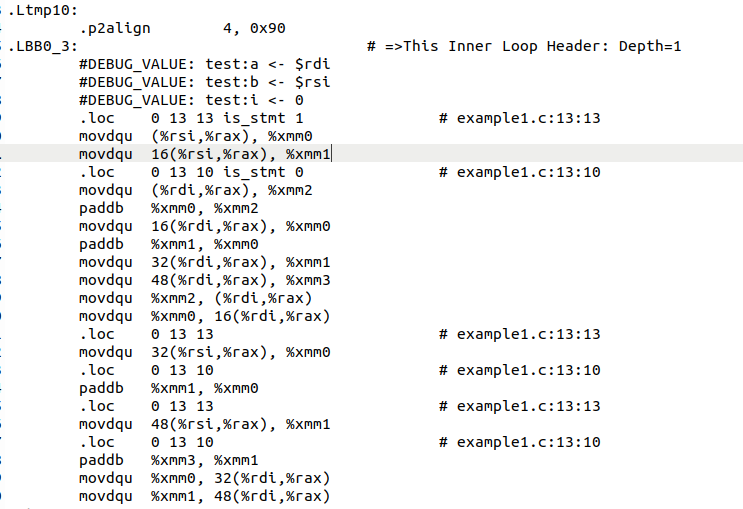 .Ltmp10:
.p2align 4, 0x90
.LBB0_3: # =>This Inner Loop Header: Depth=1
#DEBUG_VALUE: test:a <- $rdi
#DEBUG_VALUE: test:b <- $rsi
#DEBUG_VALUE: test:i <- 0
.loc 0 13 13 is_stmt 1 # example1.c:13:13
movdqu (%rsi,%rax), %xmm0
movdqu 16(%rsi,%rax), %xmm1
.loc 0 13 10 is_stmt 0 # example1.c:13:10
movdqu (%rdi,%rax), %xmm2
paddb %xmm0, %xmm2
movdqu 16(%rdi,%rax), %xmm0
paddb %xmm1, %xmm0
movdqu 32(%rdi,%rax), %xmm1
movdqu 48(%rdi,%rax), %xmm3
movdqu %xmm2, (%rdi,%rax)
movdqu %xmm0, 16(%rdi,%rax)
.loc 0 13 13 # example1.c:13:13
movdqu 32(%rsi,%rax), %xmm0
.loc 0 13 10 # example1.c:13:10
paddb %xmm1, %xmm0
.loc 0 13 13 # example1.c:13:13
movdqu 48(%rsi,%rax), %xmm1
.loc 0 13 10 # example1.c:13:10
paddb %xmm3, %xmm1
movdqu %xmm0, 32(%rdi,%rax)
movdqu %xmm1, 48(%rdi,%rax)